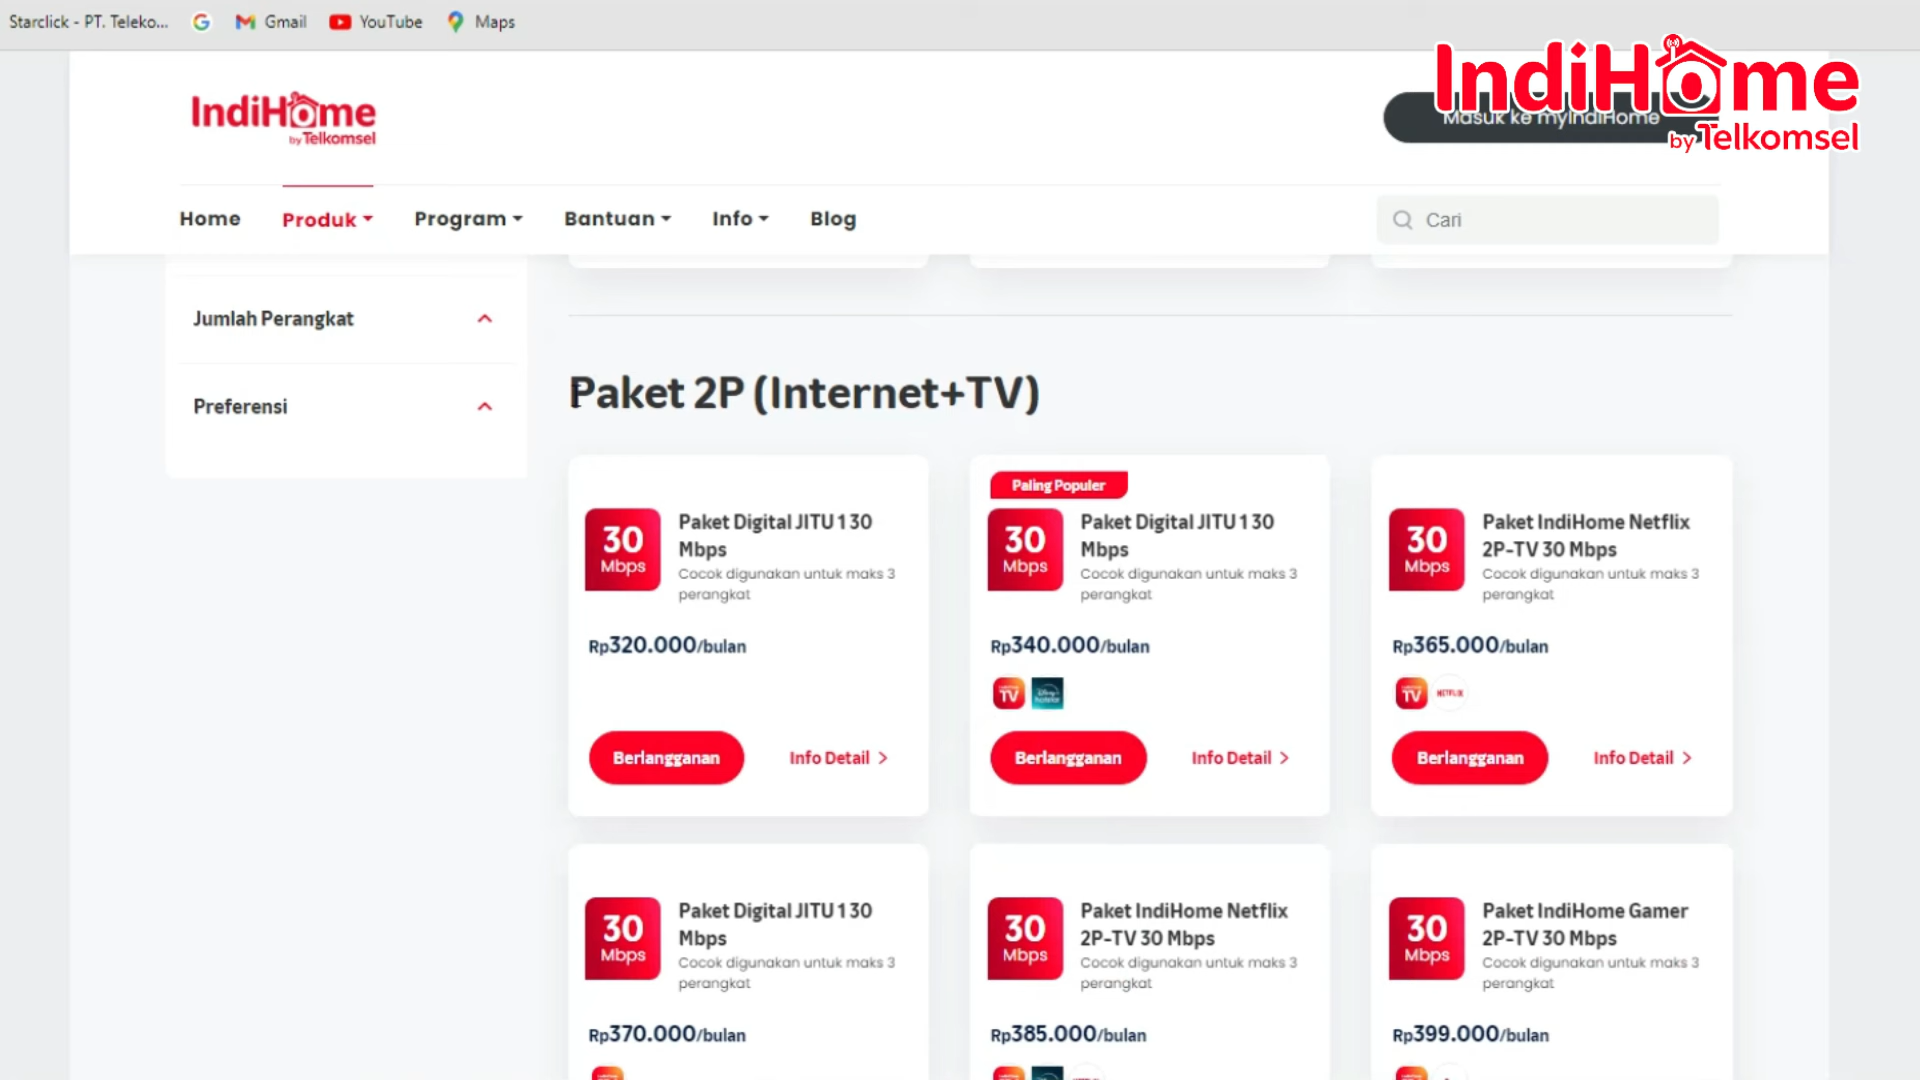 Starclick - PT. Teleko...
Gmail
YouTube
Maps
IndiHome
by Telkomsel
Masuk ke myIndiHome
IndiHome
by Telkomsel
Home
Produk
Program
Bantuan
Info
Blog
Cari
Jumlah Perangkat
Preferensi
Paket 2P (Internet+TV)
30
Mbps
Paket Digital JITU 1 30
Mbps
Cocok digunakan untuk maks 3
perangkat
Rp320.000/bulan
Berlangganan
Info Detail
Paling Populer
30
Mbps
Paket Digital JITU 1 30
Mbps
Cocok digunakan untuk maks 3
perangkat
Rp340.000/bulan
TV
Disney+
hotstar
Berlangganan
Info Detail
30
Mbps
Paket IndiHome Netflix
2P-TV 30 Mbps
Cocok digunakan untuk maks 3
perangkat
Rp365.000/bulan
TV
NETFLIX
Berlangganan
Info Detail
30
Mbps
Paket Digital JITU 1 30
Mbps
Cocok digunakan untuk maks 3
perangkat
Rp370.000/bulan
30
Mbps
Paket IndiHome Netflix
2P-TV 30 Mbps
Cocok digunakan untuk maks 3
perangkat
Rp385.000/bulan
30
Mbps
Paket IndiHome Gamer
2P-TV 30 Mbps
Cocok digunakan untuk maks 3
perangkat
Rp399.000/bulan